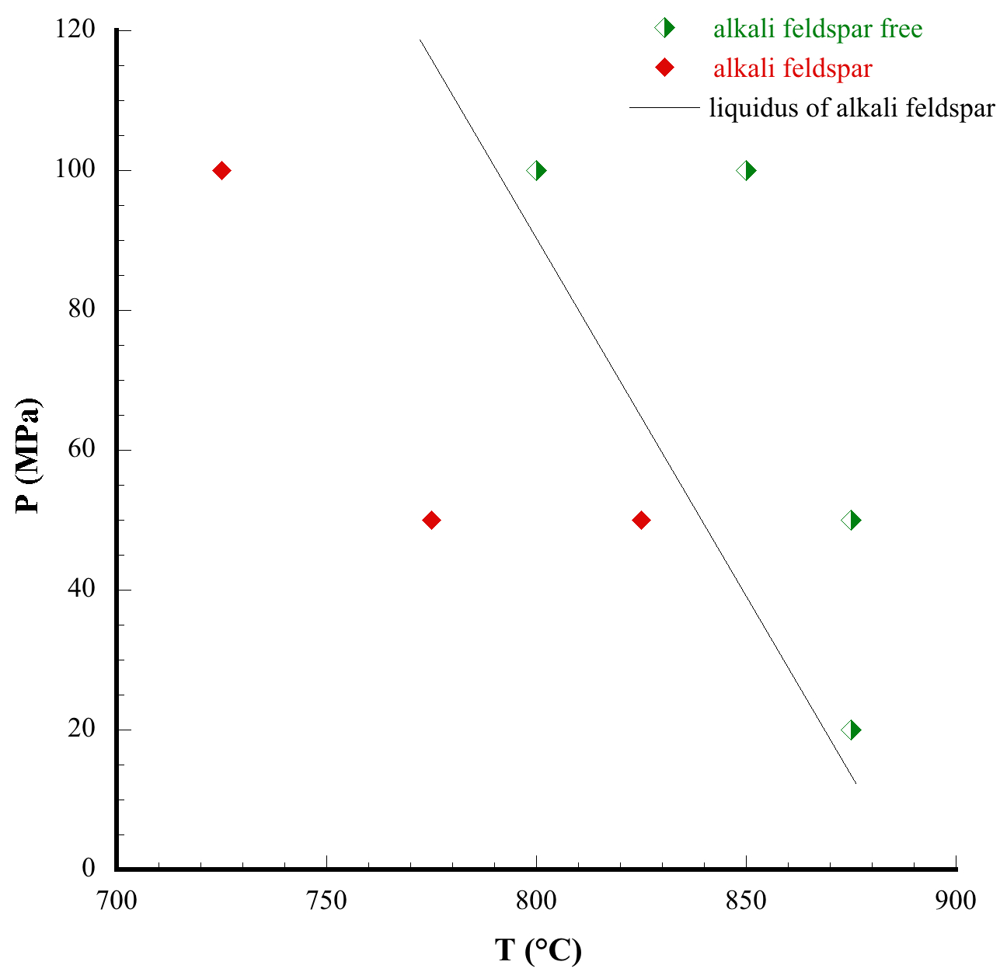 alkali feldspar free
alkali feldspar
liquidus of alkali feldspar
120
100
80
60
40
20
0
P (MPa)
700 750 800 850 900
T (°C)